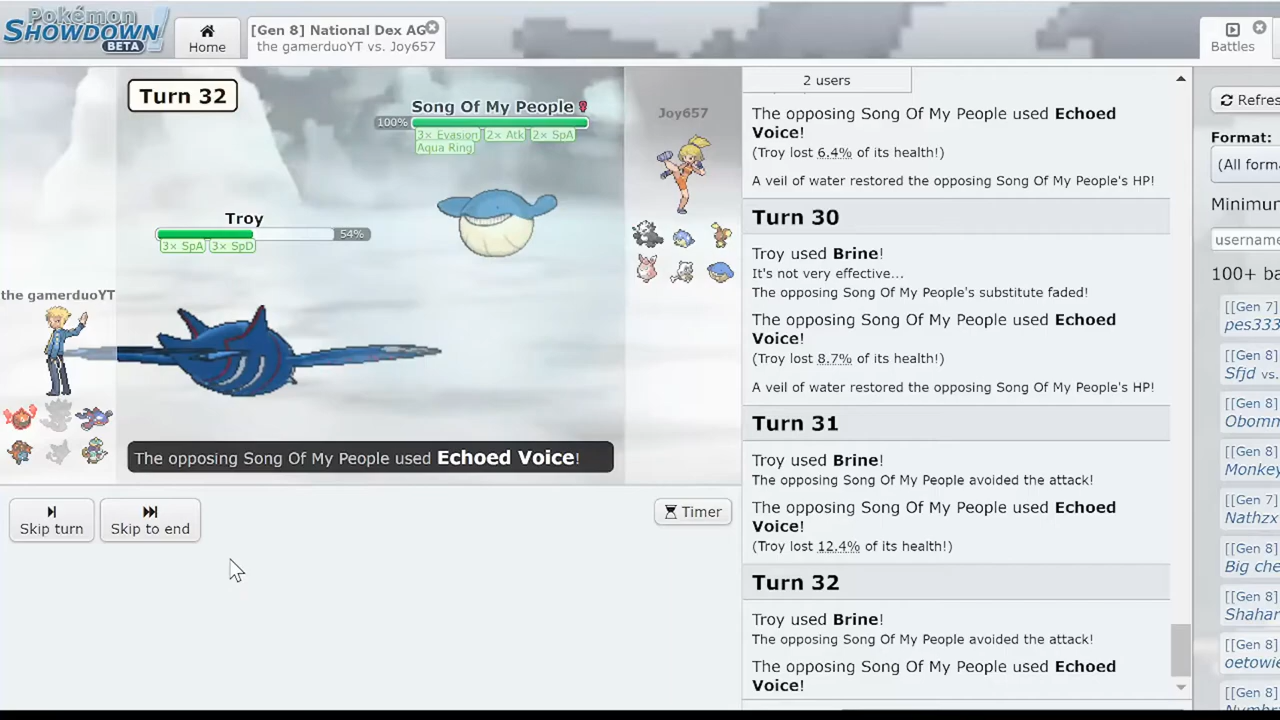 Pokémon
SHOWDOWN!
BETA
Home
[Gen 8] National Dex AG
the gamerduoYT vs. Joy657
Battles
Turn 32
Song Of My People
100%
3× Evasion 2× Atk 2× SpA
Aqua Ring
Joy657
Troy
54%
3× SpA 3× SpD
the gamerduoYT
The opposing Song Of My People used Echoed Voice!
Skip turn
Skip to end
Timer
2 users
The opposing Song Of My People used Echoed
Voice!
(Troy lost 6.4% of its health!)
A veil of water restored the opposing Song Of My People's HP!
Turn 30
Troy used Brine!
It's not very effective...
The opposing Song Of My People's substitute faded!
The opposing Song Of My People used Echoed
Voice!
(Troy lost 8.7% of its health!)
A veil of water restored the opposing Song Of My People's HP!
Turn 31
Troy used Brine!
The opposing Song Of My People avoided the attack!
The opposing Song Of My People used Echoed
Voice!
(Troy lost 12.4% of its health!)
Turn 32
Troy used Brine!
The opposing Song Of My People avoided the attack!
The opposing Song Of My People used Echoed
Voice!
Refres
Format:
(All form
Minimum
username
100+ ba
[[Gen 7]
pes333
[[Gen 8]
Sfjd vs.
[[Gen 8]
Obomm
[[Gen 8]
Monkey
[[Gen 7]
Nathzx
[[Gen 8]
Big che
[[Gen 8]
Shahar
[[Gen 8]
oetowie
[[Gen 8]